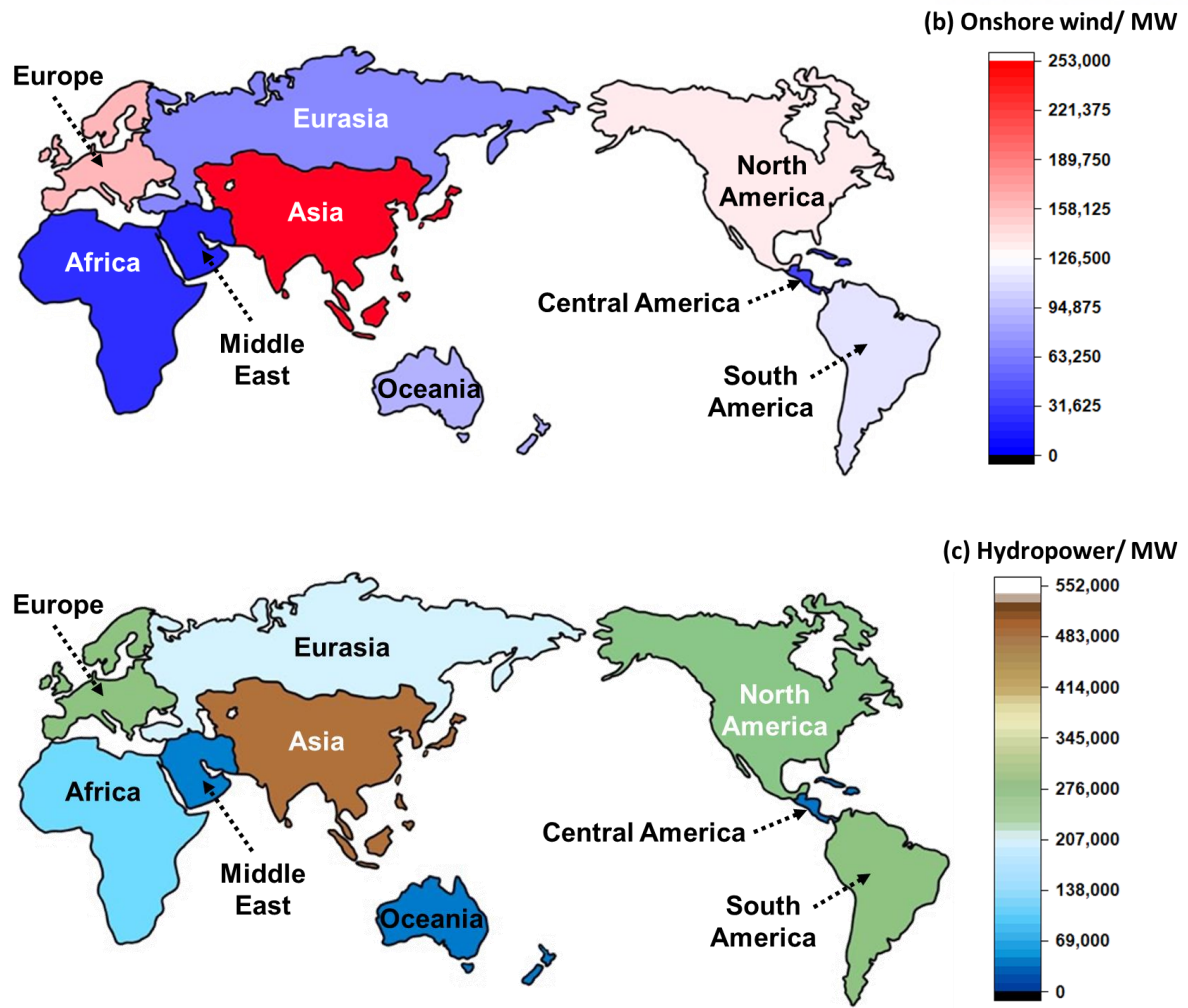 (b) Onshore wind/ MW
Europe
Eurasia
Asia
Africa
Middle
East
Oceania
North
America
Central America
South
America
253,000
221,375
189,750
158,125
126,500
94,875
63,250
31,625
0
(c) Hydropower/ MW
Europe
Eurasia
Asia
Africa
Middle
East
Oceania
North
America
Central America
South
America
552,000
483,000
414,000
345,000
276,000
207,000
138,000
69,000
0